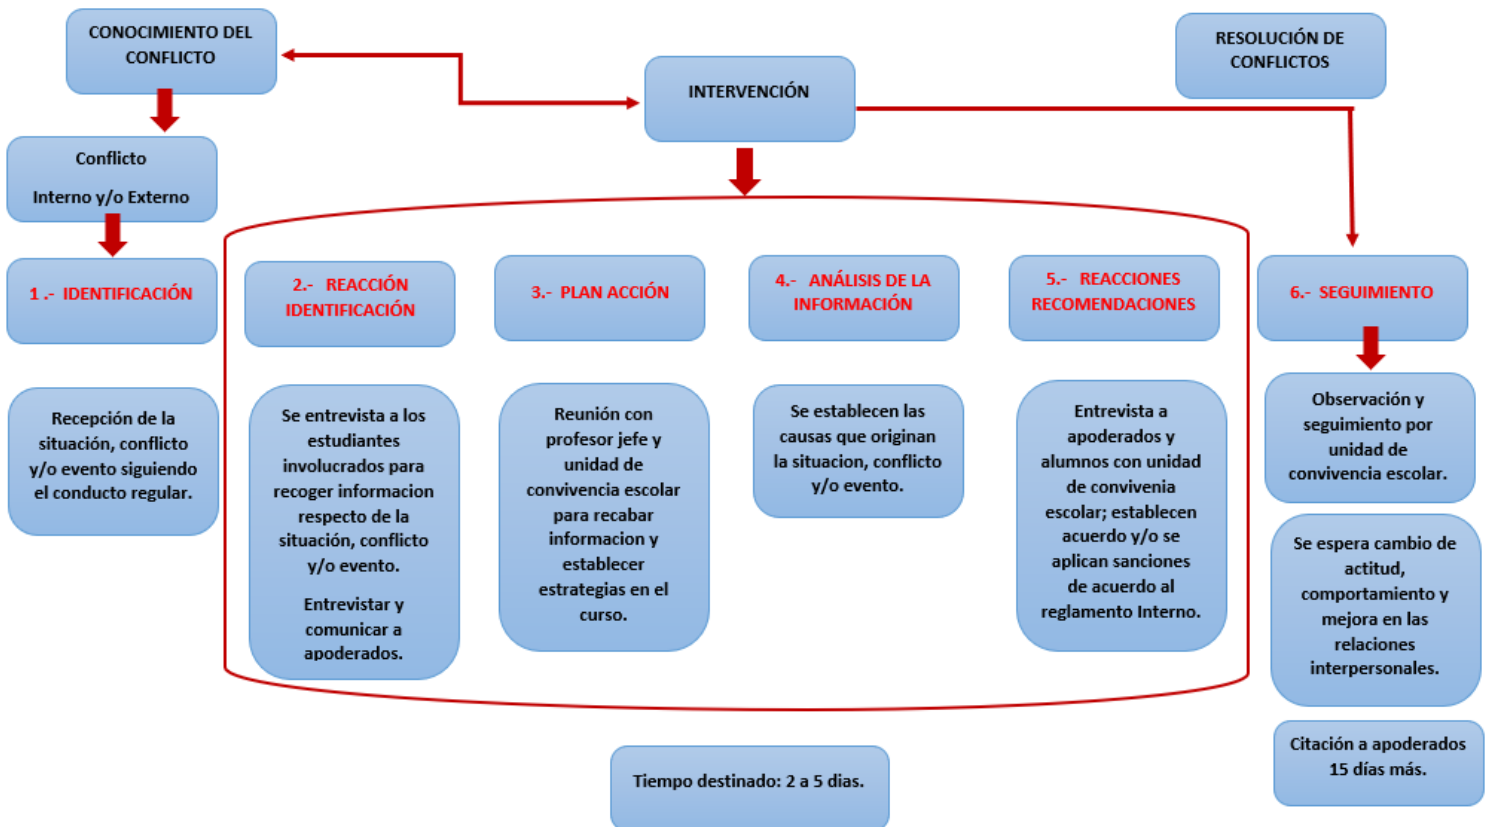 CONOCIMIENTO DEL
CONFLICTO
INTERVENCIÓN
RESOLUCIÓN DE
CONFLICTOS
Conflicto
Interno y/o Externo
1 .- IDENTIFICACIÓN
Recepción de la
situación, conflicto
y/o evento siguiendo
el conducto regular.
2.- REACCIÓN
IDENTIFICACIÓN
Se entrevista a los
estudiantes
involucrados para
recoger informacion
respecto de la
situación, conflicto
y/o evento.
Entrevistar y
comunicar a
apoderados.
3.- PLAN ACCIÓN
Reunión con
profesor jefe y
unidad de
convivencia escolar
para recabar
informacion y
establecer
estrategias en el
curso.
4.- ANÁLISIS DE LA
INFORMACIÓN
Se establecen las
causas que originan
la situacion, conflicto
y/o evento.
5.- REACCIONES
RECOMENDACIONES
Entrevista a
apoderados y
alumnos con unidad
de convivenia
escolar; establecen
acuerdo y/o se
aplican sanciones
de acuerdo al
reglamento Interno.
6.- SEGUIMIENTO
Observación y
seguimiento por
unidad de
convivencia escolar.
Se espera cambio de
actitud,
comportamiento y
mejora en las
relaciones
interpersonales.
Citación a apoderados
15 días más.
Tiempo destinado: 2 a 5 dias.